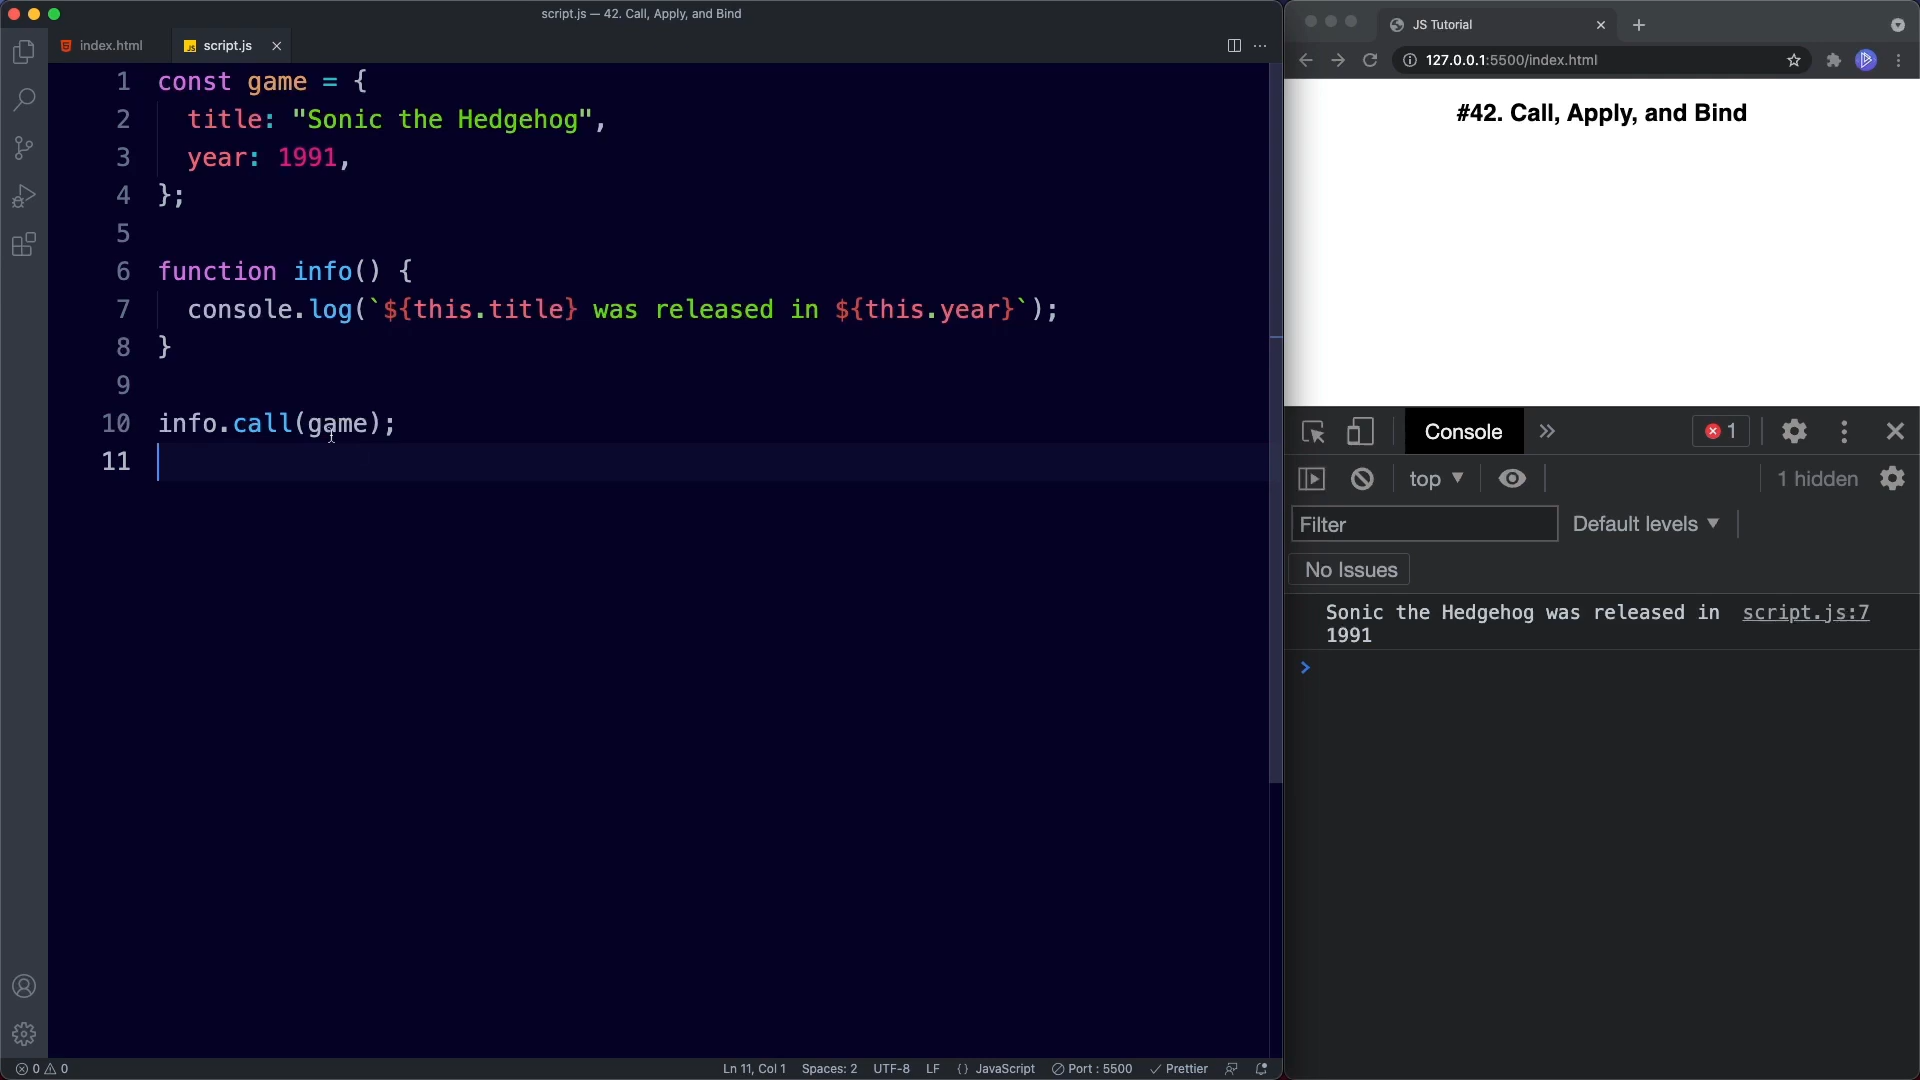 script.js — 42. Call, Apply, and Bind
index.html
JS script.js
1 const game = {
2 title: "Sonic the Hedgehog",
3 year: 1991,
4 };
5
6 function info() {
7 console.log(`${this.title} was released in ${this.year}`);
8 }
9
10 info.call(game);
11
0 0
Ln 11, Col 1 Spaces: 2 UTF-8 LF {} JavaScript Port : 5500 Prettier
JS Tutorial
127.0.0.1:5500/index.html
#42. Call, Apply, and Bind
Console 1
top 1 hidden
Filter Default levels
No Issues
Sonic the Hedgehog was released in script.js:7
1991